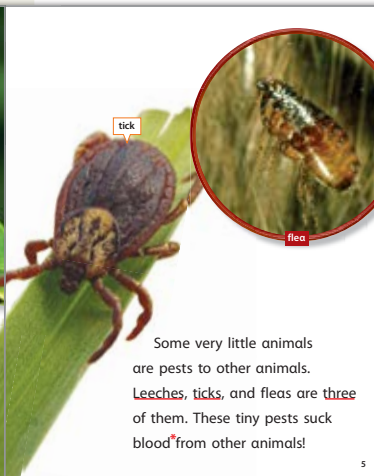 tick
flea
Some very little animals
are pests to other animals.
Leeches, ticks, and fleas are three
of them. These tiny pests suck
blood*from other animals!
5